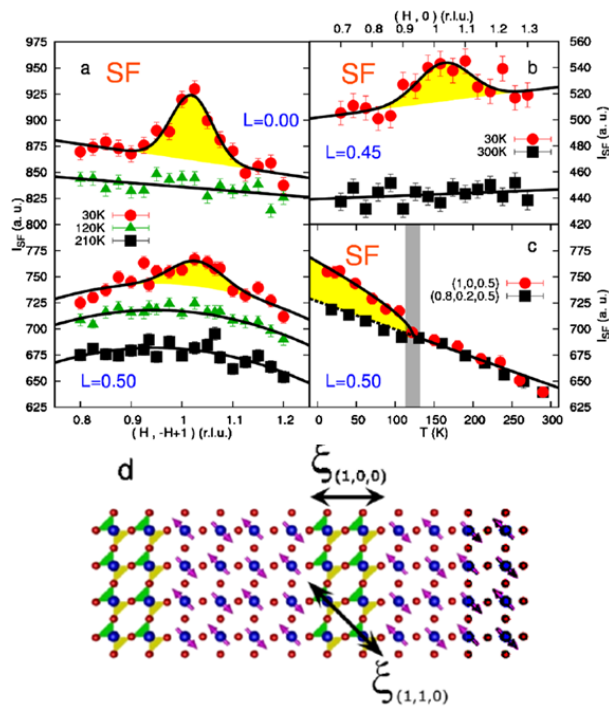 (H, 0) (r.l.u.)
0.7 0.8 0.9 1 1.1 1.2 1.3
975
950
925
900
875
850
825
800
775
750
725
700
675
650
625
a
SF
L=0.00
30K
120K
210K
SF
L=0.50
I_SF (a. u.)
0.8 0.9 1.0 1.1 1.2
(H, -H+1) (r.l.u.)
b
SF
L=0.45
30K
300K
560
540
520
500
480
460
440
420
I_SF (a. u.)
c
SF
(1,0,0.5)
(0.8,0.2,0.5)
L=0.50
775
750
725
700
675
650
625
I_SF (a. u.)
0 50 100 150 200 250 300
T (K)
d
ξ(1,0,0)
ξ(1,1,0)